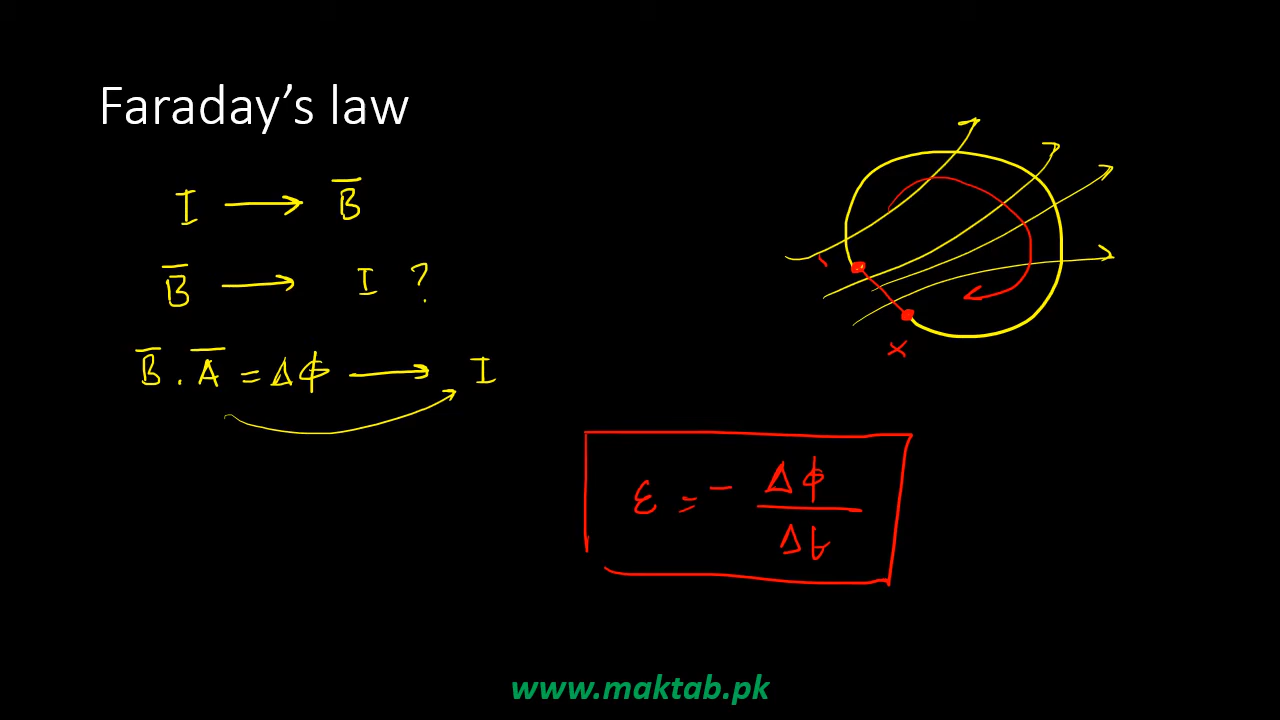 Faraday's law
I → B̅
B̅ → I ?
B̅ . A̅ = Δϕ → I
x
ε = - Δϕ / Δt
www.maktab.pk